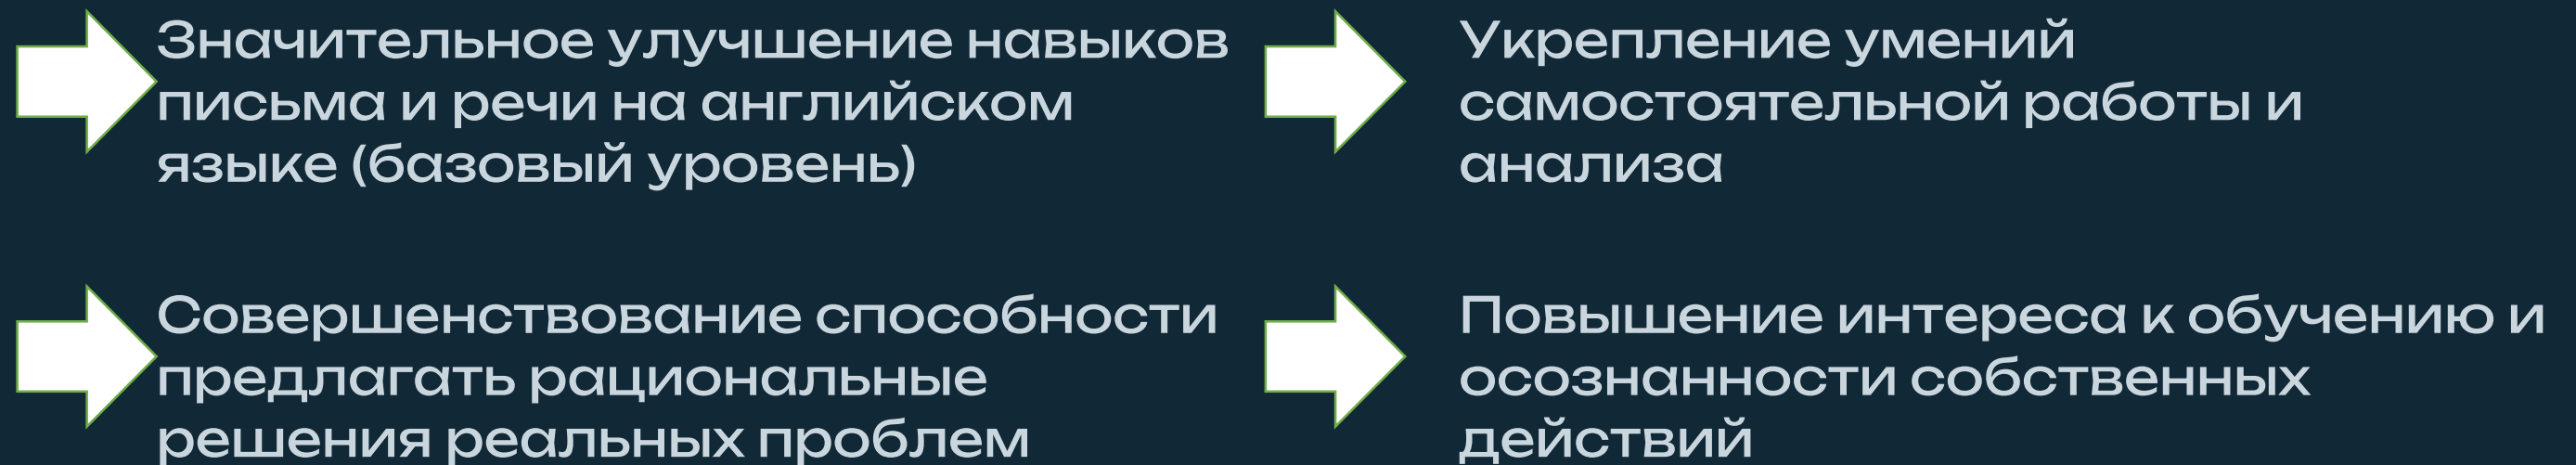 Значительное улучшение навыков
письма и речи на английском
языке (базовый уровень)
Укрепление умений
самостоятельной работы и
анализа
Совершенствование способности
предлагать рациональные
решения реальных проблем
Повышение интереса к обучению и
осознанности собственных
действий